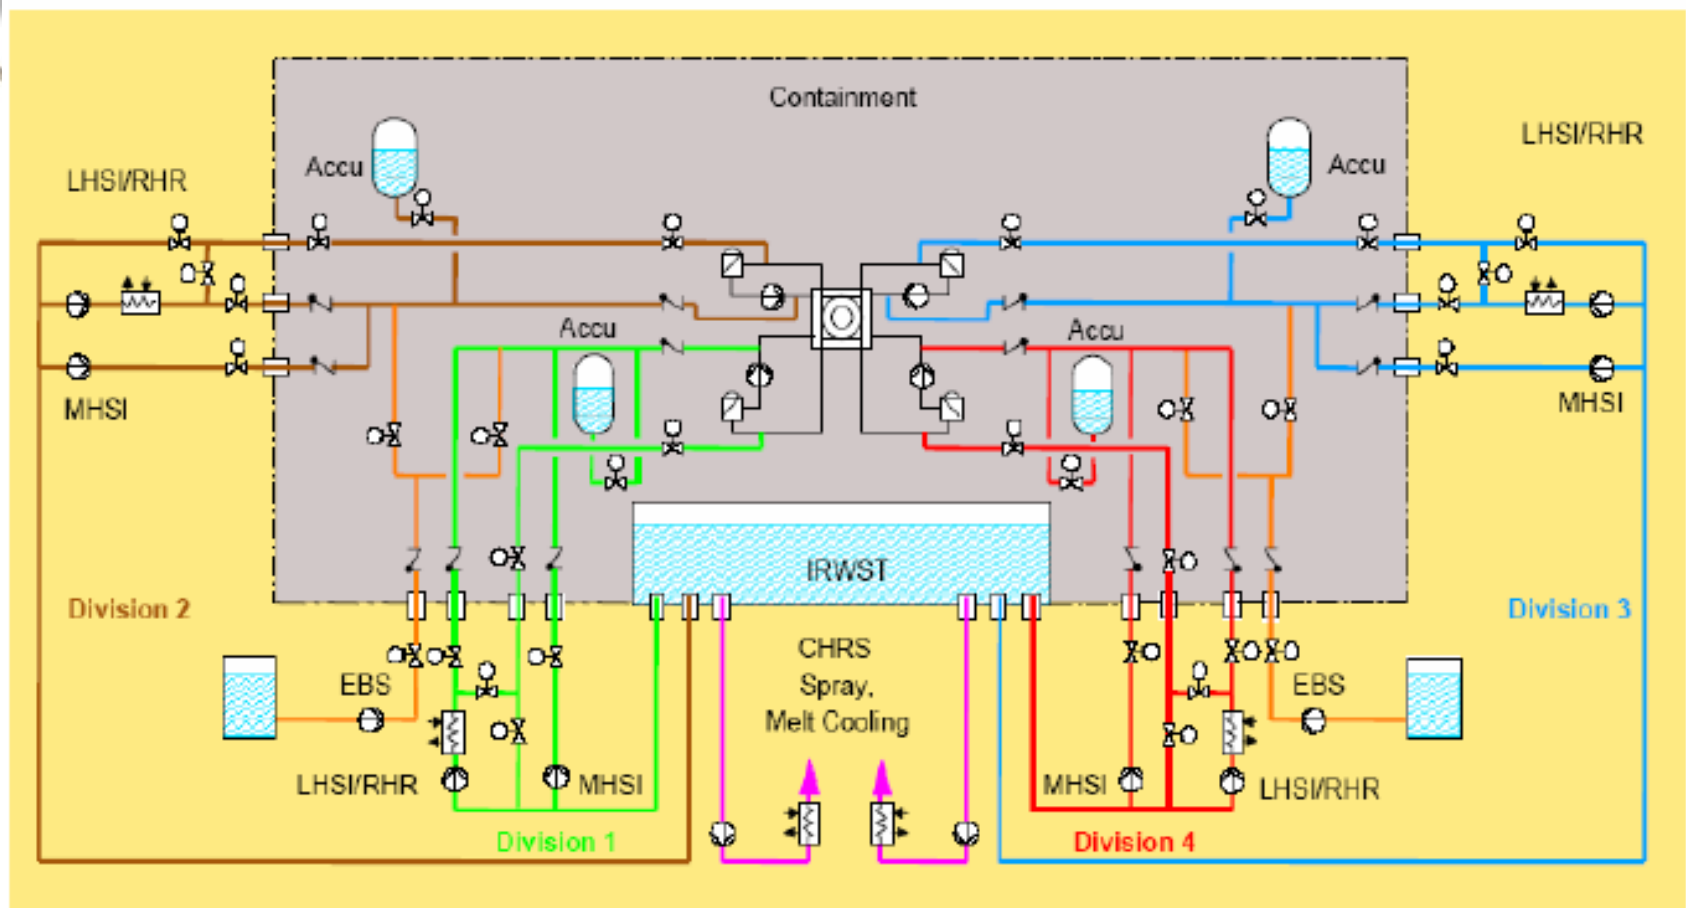 Containment
LHSI/RHR
Accu
Accu
LHSI/RHR
Accu
Accu
MHSI
MHSI
IRWST
Division 2
Division 3
CHRS
Spray,
Melt Cooling
EBS
EBS
LHSI/RHR
MHSI
MHSI
LHSI/RHR
Division 1
Division 4